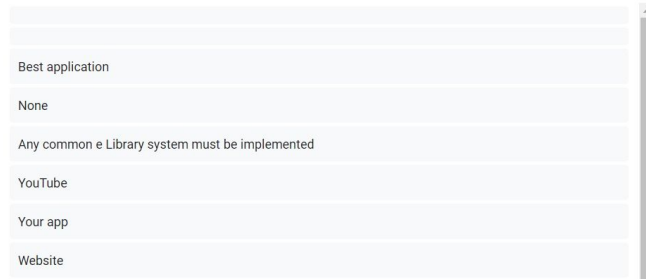 Best application
None
Any common e Library system must be implemented
YouTube
Your app
Website